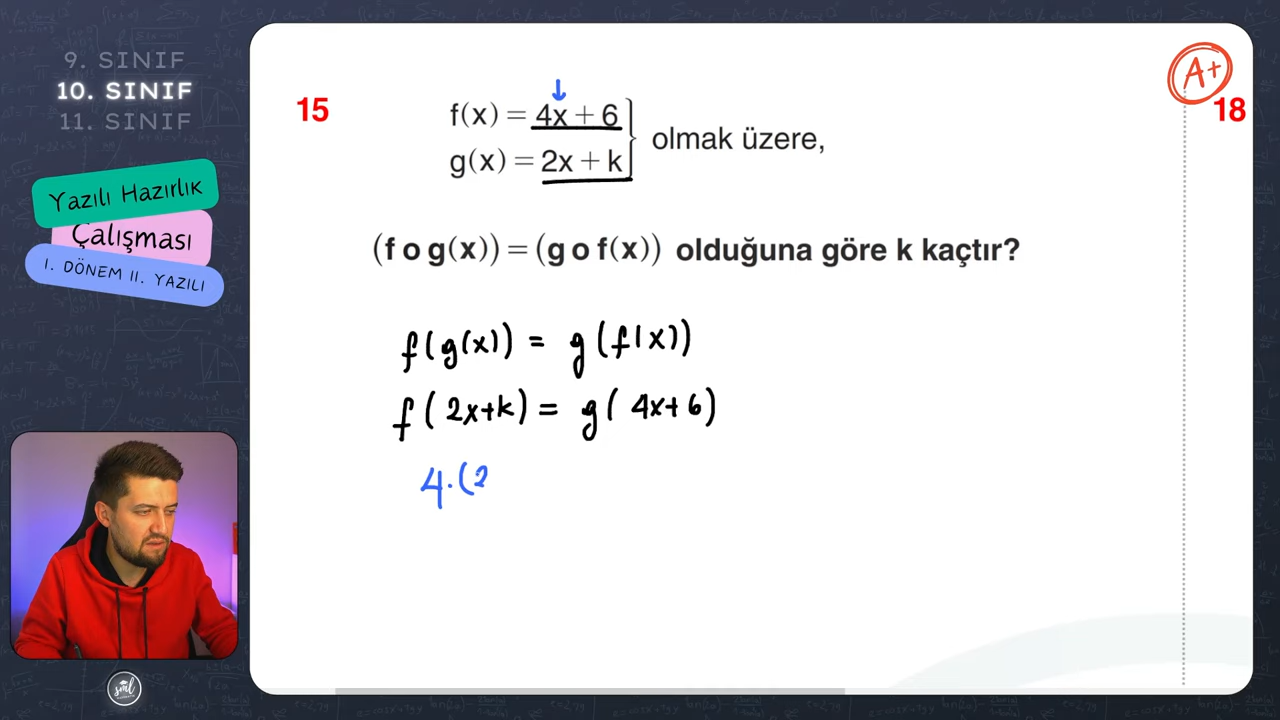 9. SINIF
10. SINIF
11. SINIF
Yazılı Hazırlık
Çalışması
I. DÖNEM II. YAZILI
sml
A+
15
18
f(x) = 4x + 6
g(x) = 2x + k
olmak üzere,
(f o g(x)) = (g o f(x)) olduğuna göre k kaçtır?
f(g(x)) = g(f(x))
f(2x+k) = g(4x+6)
4.(2